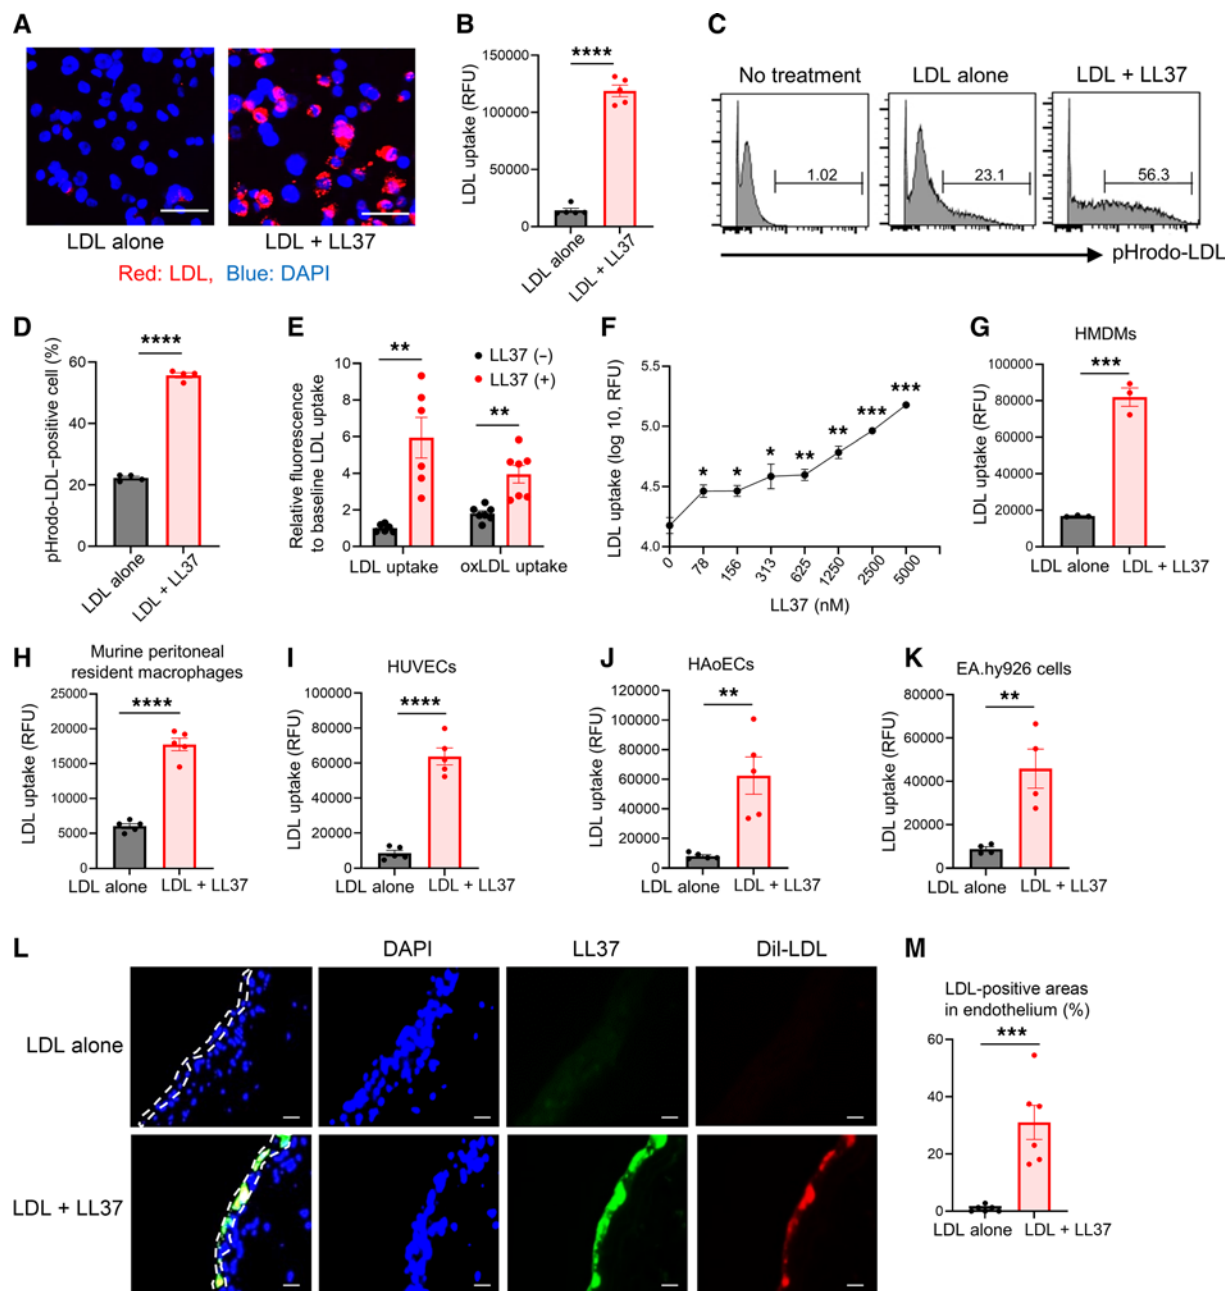 A
LDL alone
LDL + LL37
Red: LDL, Blue: DAPI
B
LDL uptake (RFU)
150000
100000
50000
0
****
LDL alone
LDL + LL37
C
No treatment
LDL alone
LDL + LL37
1.02
23.1
56.3
pHrodo-LDL
D
pHrodo-LDL–positive cell (%)
60
40
20
0
****
LDL alone
LDL + LL37
E
Relative fluorescence
to baseline LDL uptake
10
8
6
4
2
0
**
**
LL37 (–)
LL37 (+)
LDL uptake
oxLDL uptake
F
LDL uptake (log 10, RFU)
5.5
5.0
4.5
4.0
* * * ** ** *** ***
0 78 156 313 625 1250 2500 5000
LL37 (nM)
G
HMDMs
LDL uptake (RFU)
100000
80000
60000
40000
20000
0
***
LDL alone
LDL + LL37
H
Murine peritoneal
resident macrophages
LDL uptake (RFU)
25000
20000
15000
10000
5000
0
****
LDL alone
LDL + LL37
I
HUVECs
LDL uptake (RFU)
100000
80000
60000
40000
20000
0
****
LDL alone
LDL + LL37
J
HAoECs
LDL uptake (RFU)
120000
100000
80000
60000
40000
20000
0
**
LDL alone
LDL + LL37
K
EA.hy926 cells
LDL uptake (RFU)
80000
60000
40000
20000
0
**
LDL alone
LDL + LL37
L
DAPI
LL37
Dil-LDL
LDL alone
LDL + LL37
M
LDL-positive areas
in endothelium (%)
60
40
20
0
***
LDL alone
LDL + LL37